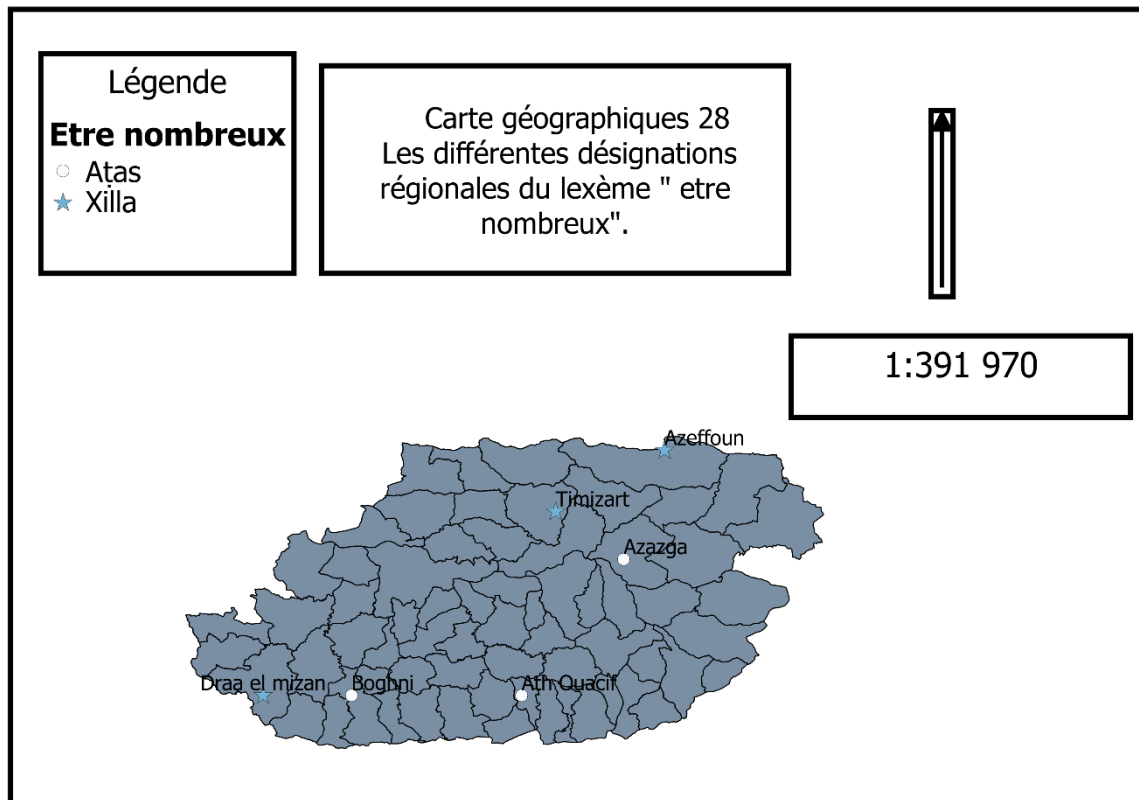 Légende
Etre nombreux
Aṭas
Xilla
Carte géographiques 28
Les différentes désignations
régionales du lexème " etre
nombreux".
1:391 970
Azeffoun
Timizart
Azazga
Draa el mizan
Boghni
Ath Ouacif